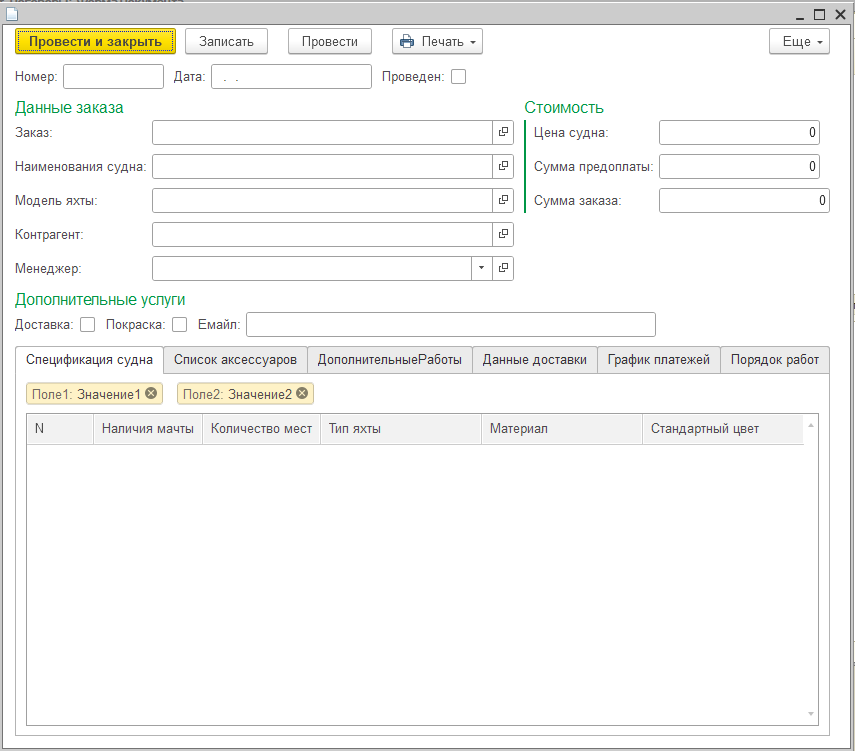 Провести и закрыть Записать Провести Печать Еще
Номер: Дата: . . Проведен:
Данные заказа Стоимость
Заказ: Цена судна: 0
Наименования судна: Сумма предоплаты: 0
Модель яхты: Сумма заказа: 0
Контрагент:
Менеджер:
Дополнительные услуги
Доставка: Покраска: Емайл:
Спецификация судна Список аксессуаров ДополнительныеРаботы Данные доставки График платежей Порядок работ
Поле1: Значение1 Поле2: Значение2
N Наличия мачты Количество мест Тип яхты Материал Стандартный цвет